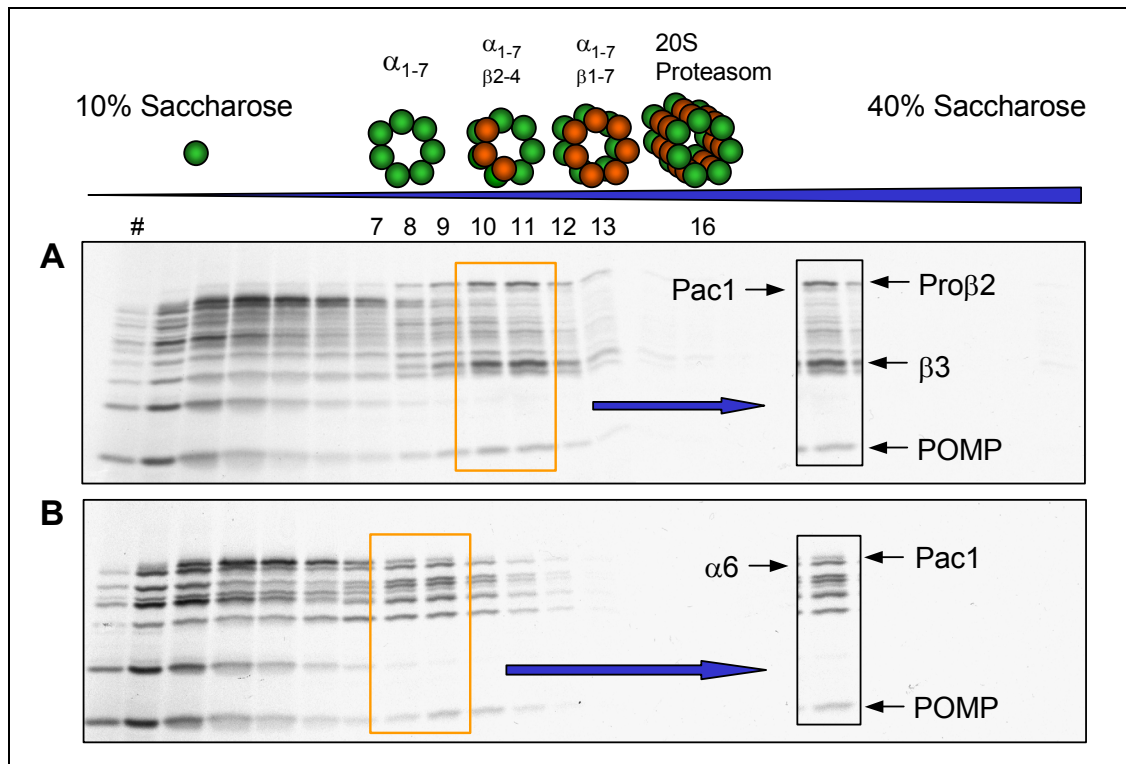 10% Saccharose
α1-7
α1-7
β2-4
α1-7
β1-7
20S
Proteasom
40% Saccharose
# 7 8 9 10 11 12 13 16
A
Pac1
Proβ2
β3
POMP
B
α6
Pac1
POMP